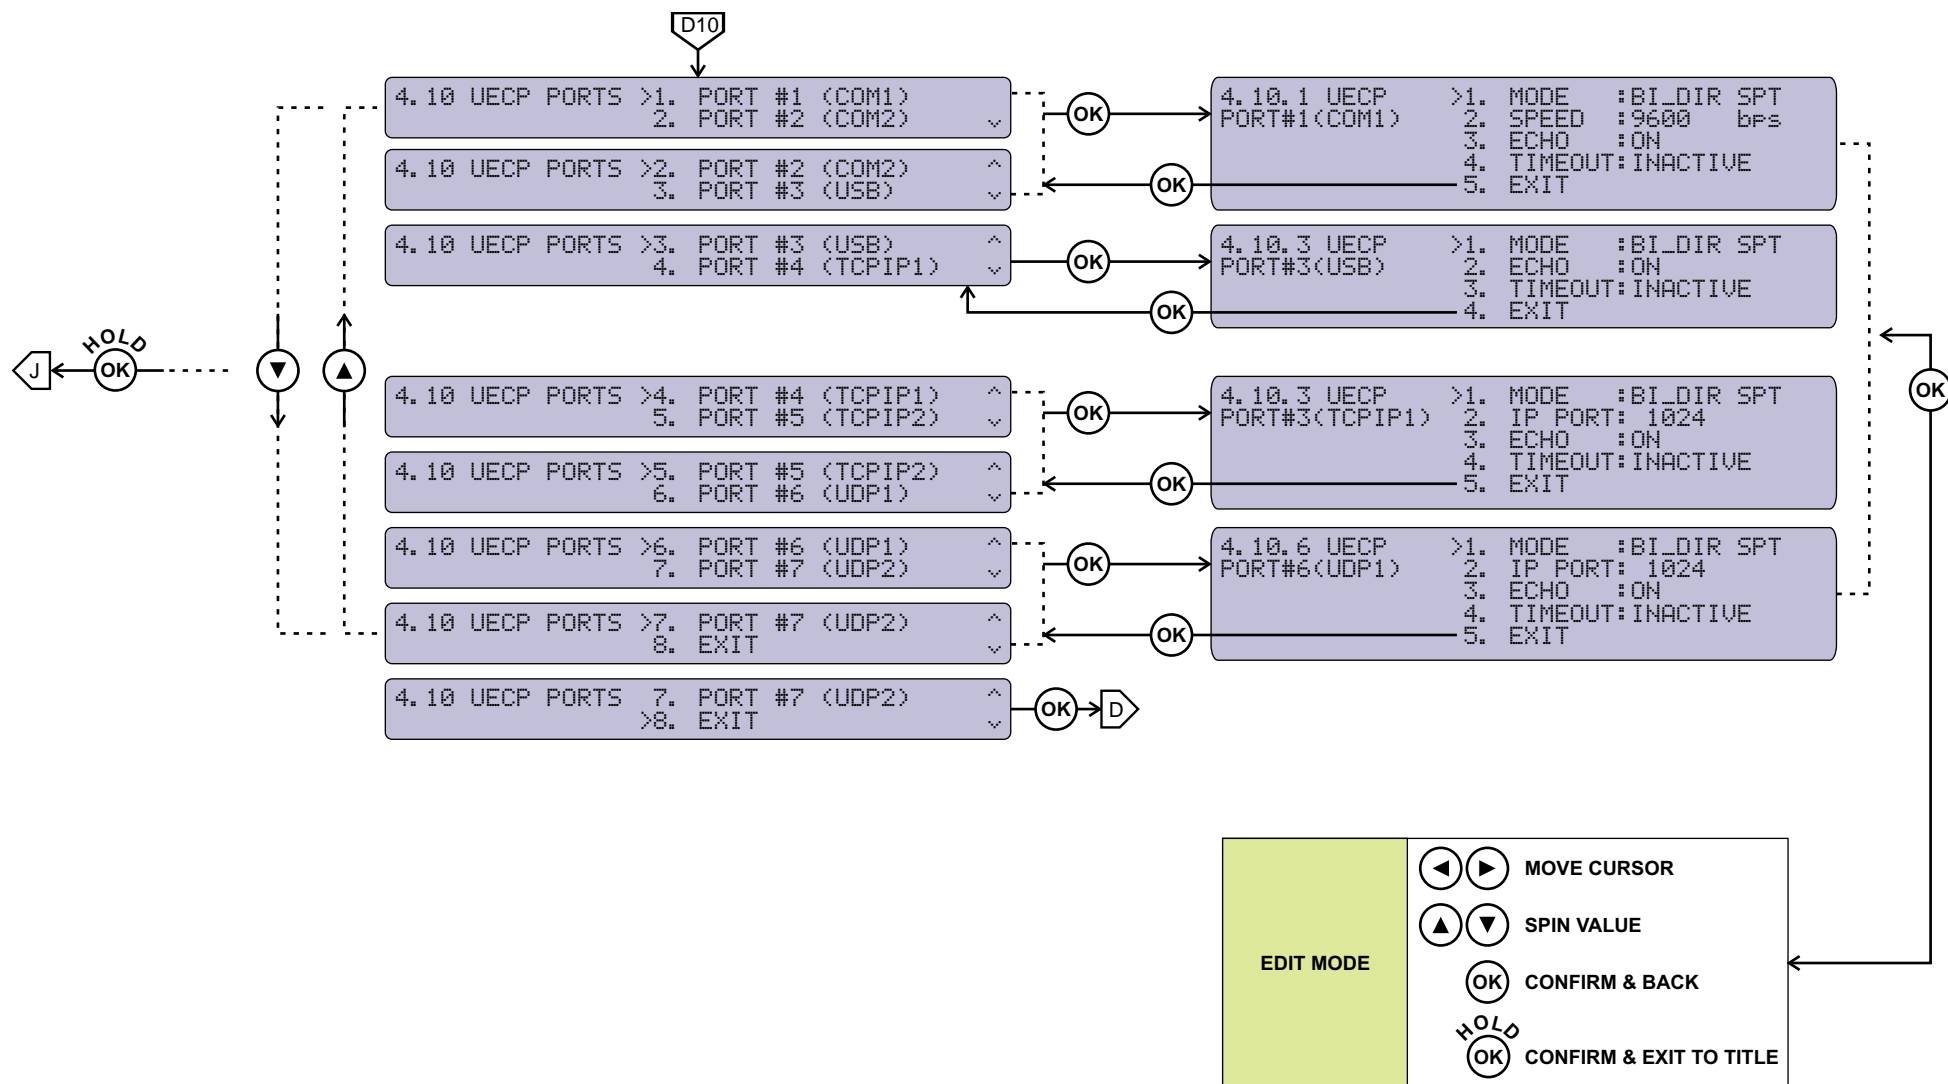 D10
4.10 UECP PORTS >1. PORT #1 (COM1)
2. PORT #2 (COM2)
OK
4.10.1 UECP >1. MODE :BI_DIR SPT
PORT#1(COM1) 2. SPEED :9600 bps
3. ECHO :ON
4. TIMEOUT:INACTIVE
5. EXIT
4.10 UECP PORTS >2. PORT #2 (COM2)
3. PORT #3 (USB)
OK
4.10 UECP PORTS >3. PORT #3 (USB)
4. PORT #4 (TCPIP1)
OK
4.10.3 UECP >1. MODE :BI_DIR SPT
PORT#3(USB) 2. ECHO :ON
3. TIMEOUT:INACTIVE
4. EXIT
OK
J
HOLD
OK
OK
4.10 UECP PORTS >4. PORT #4 (TCPIP1)
5. PORT #5 (TCPIP2)
OK
4.10.3 UECP >1. MODE :BI_DIR SPT
PORT#3(TCPIP1) 2. IP PORT: 1024
3. ECHO :ON
4. TIMEOUT:INACTIVE
5. EXIT
4.10 UECP PORTS >5. PORT #5 (TCPIP2)
6. PORT #6 (UDP1)
OK
4.10 UECP PORTS >6. PORT #6 (UDP1)
7. PORT #7 (UDP2)
OK
4.10.6 UECP >1. MODE :BI_DIR SPT
PORT#6(UDP1) 2. IP PORT: 1024
3. ECHO :ON
4. TIMEOUT:INACTIVE
5. EXIT
4.10 UECP PORTS >7. PORT #7 (UDP2)
8. EXIT
OK
4.10 UECP PORTS 7. PORT #7 (UDP2)
>8. EXIT
OK
D
EDIT MODE
MOVE CURSOR
SPIN VALUE
OK CONFIRM & BACK
HOLD
OK CONFIRM & EXIT TO TITLE